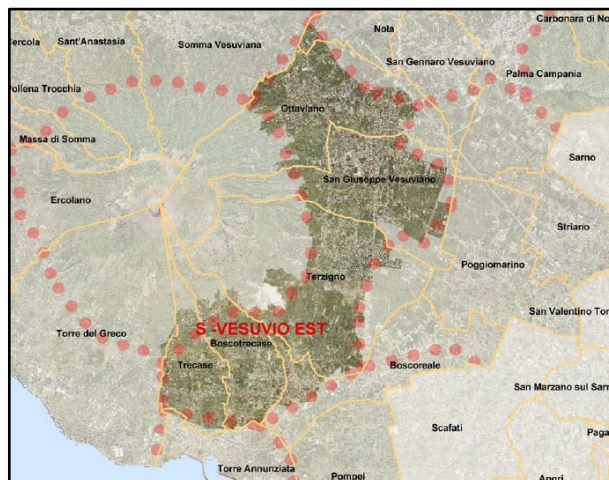 Carbonara di No
Nola
Cercola
Sant'Anastasia
Somma Vesuviana
San Gennaro Vesuviano
Palma Campania
Pollena Trocchia
Ottaviano
Massa di Somma
Sarno
San Giuseppe Vesuviano
Ercolano
Striano
Poggiomarino
Terzigno
San Valentino Tor
Torre del Greco
S -VESUVIO EST
Boscotrecase
Trecase
Boscoreale
San Marzano sul Sarn
Scafati
Paga
Torre Annunziata
Pompei
Angri